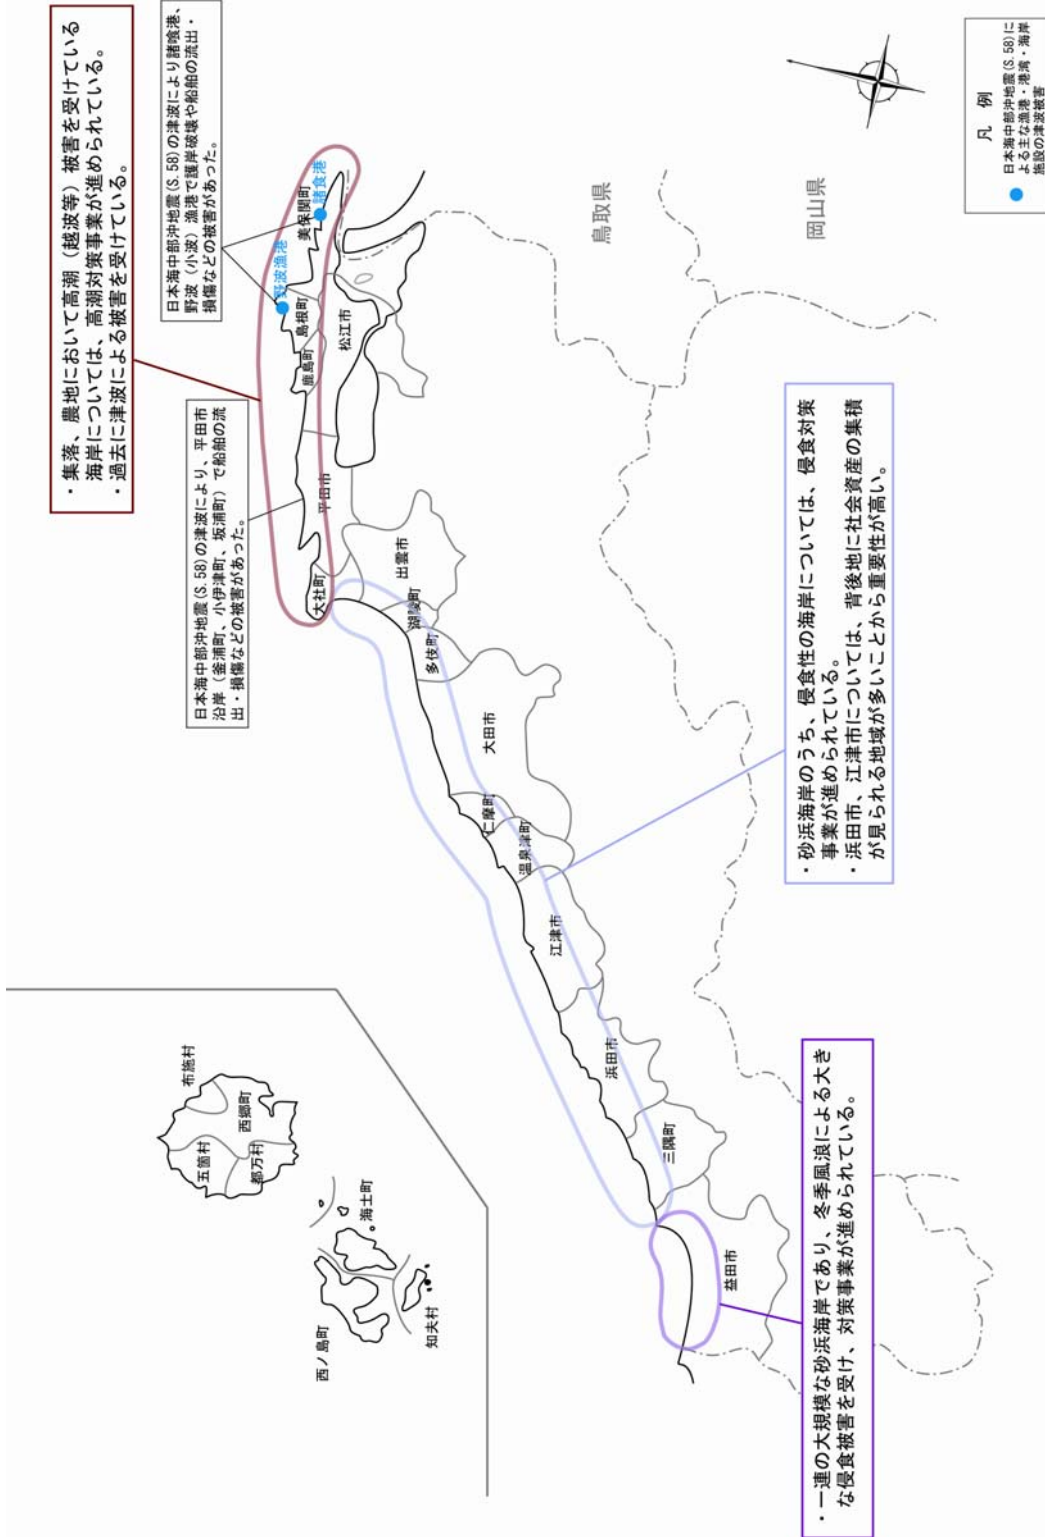 ・集落、農地において高潮（越波等）被害を受けている
海岸については、高潮対策事業が進められている。
・過去に津波による被害を受けている。
日本海中部沖地震(S.58)の津波により諸喰港、
野波（小波）漁港で護岸破壊や船舶の流出・
損傷などの被害があった。
日本海中部沖地震(S.58)の津波により、平田市
沿岸（釜浦町、小伊津町、坂浦町）で船舶の流
出・損傷などの被害があった。
野波漁港
諸食港
美保関町
島根町
鹿島町
松江市
平田市
大社町
出雲市
湖陵町
多伎町
大田市
仁摩町
温泉津町
江津市
浜田市
三隅町
益田市
鳥取県
岡山県
布施村
西郷町
五箇村
都万村
海士町
西ノ島町
知夫村
・砂浜海岸のうち、侵食性の海岸については、侵食対策
事業が進められている。
・浜田市、江津市については、背後地に社会資産の集積
が見られる地域が多いことから重要性が高い。
・一連の大規模な砂浜海岸であり、冬季風浪による大き
な侵食被害を受け、対策事業が進められている。
凡 例
日本海中部沖地震(S.58)に
よる主な漁港・港湾・海岸
施設の津波被害